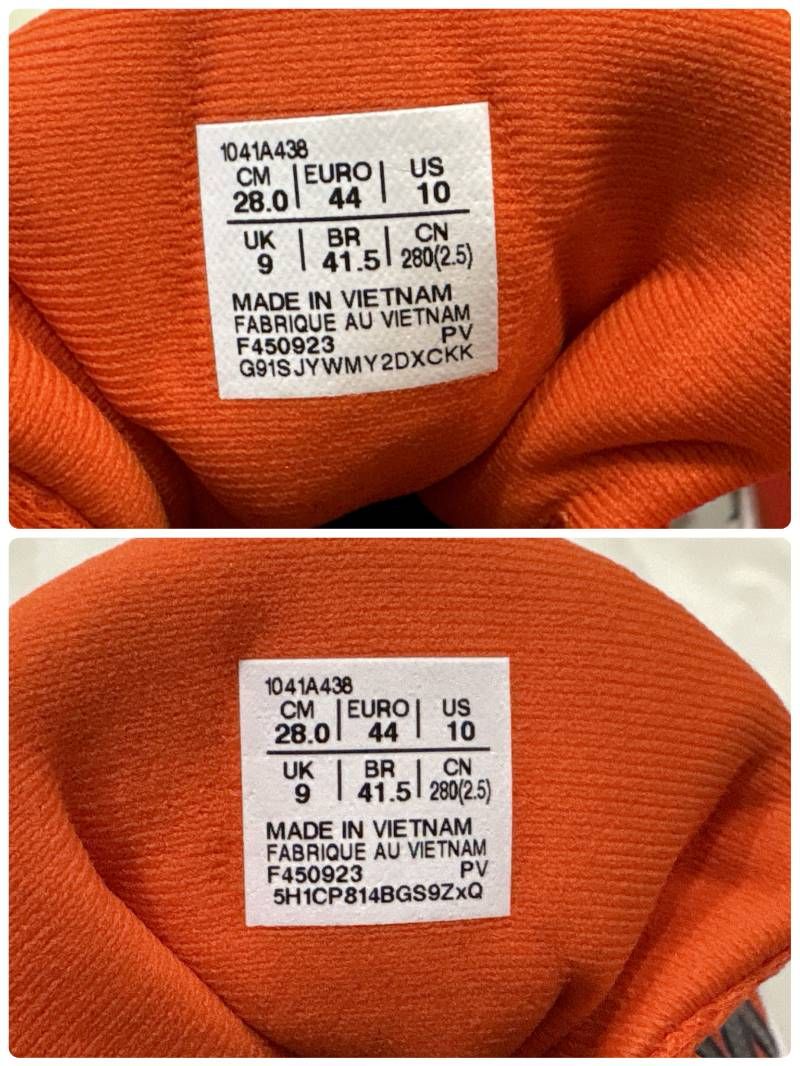 1041A438
CM | EURO | US
28.0 | 44 | 10
UK | BR | CN
9 | 41.5 | 280(2.5)
MADE IN VIETNAM
FABRIQUE AU VIETNAM
F450923 PV
G91SJYWMY2DXCKK
1041A438
CM | EURO | US
28.0 | 44 | 10
UK | BR | CN
9 | 41.5 | 280(2.5)
MADE IN VIETNAM
FABRIQUE AU VIETNAM
F450923 PV
5H1CP814BGS9ZxQ